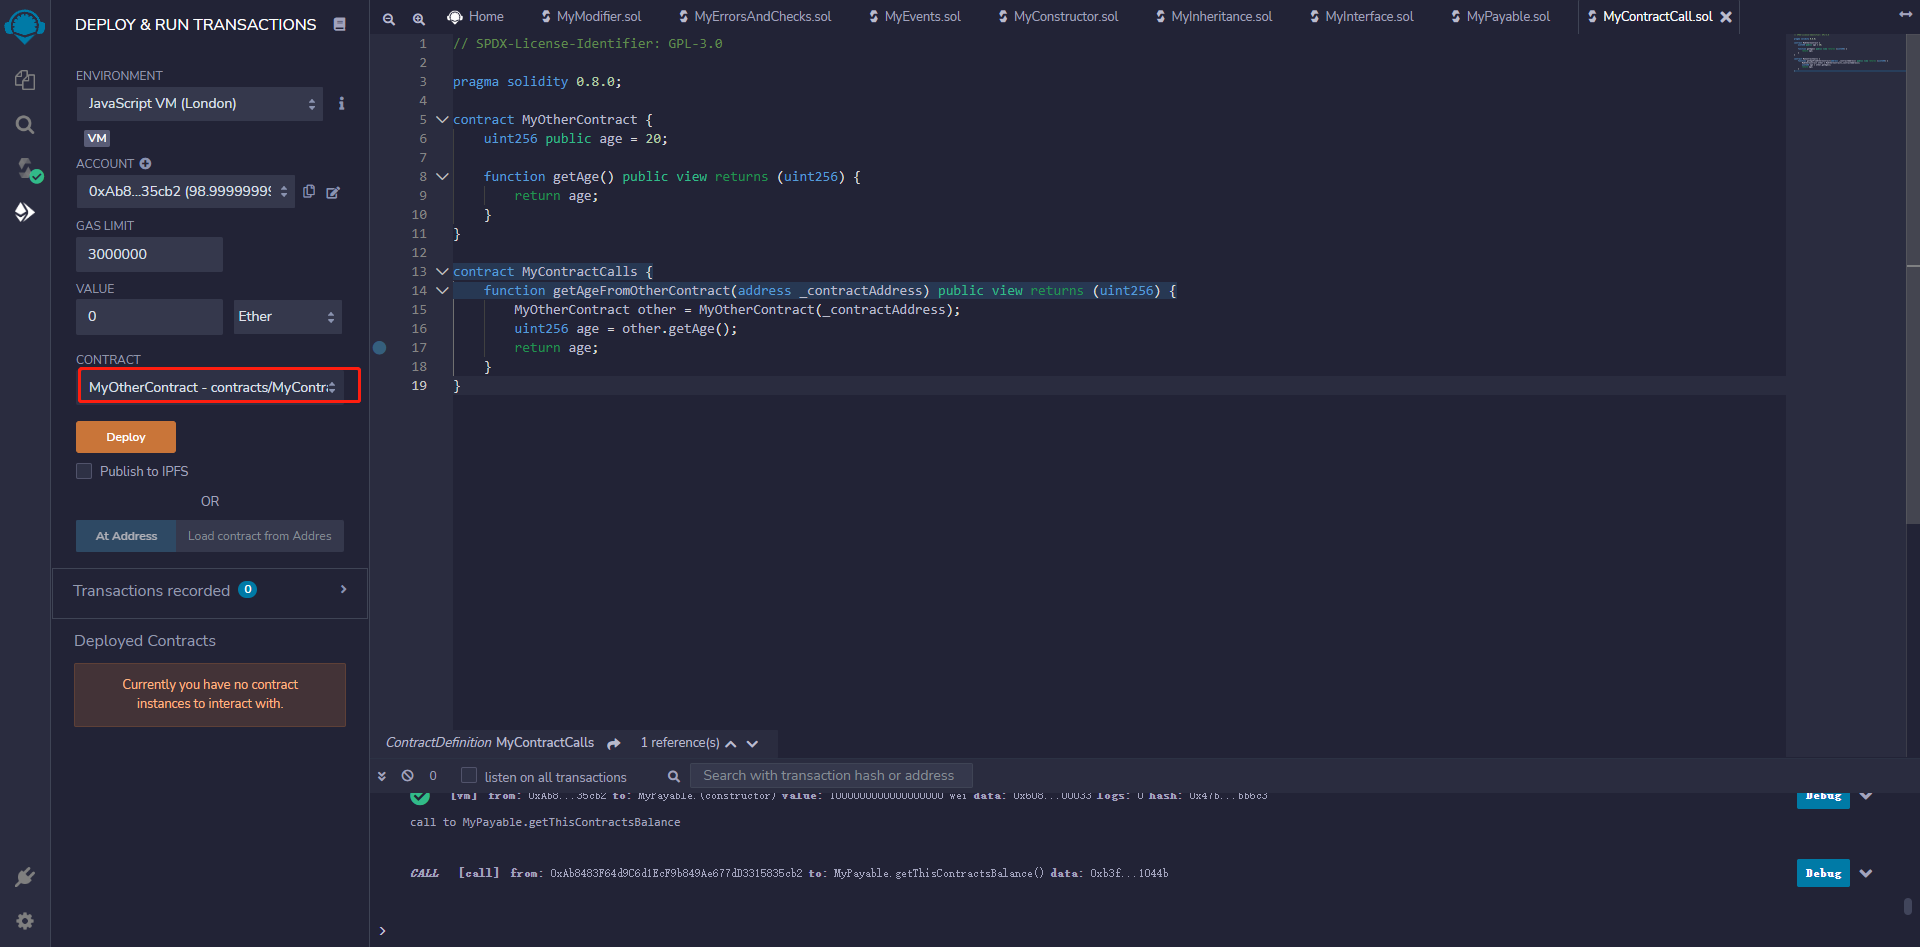 DEPLOY & RUN TRANSACTIONS
ENVIRONMENT
JavaScript VM (London)
VM
ACCOUNT
0xAb8...35cb2 (98.99999999
GAS LIMIT
3000000
VALUE
0
Ether
CONTRACT
MyOtherContract - contracts/MyContr
Deploy
Publish to IPFS
OR
At Address
Load contract from Addres
Transactions recorded 0
Deployed Contracts
Currently you have no contract
instances to interact with.
Home
MyModifier.sol
MyErrorsAndChecks.sol
MyEvents.sol
MyConstructor.sol
MyInheritance.sol
MyInterface.sol
MyPayable.sol
MyContractCall.sol
1 // SPDX-License-Identifier: GPL-3.0
2
3 pragma solidity 0.8.0;
4
5 contract MyOtherContract {
6 uint256 public age = 20;
7
8 function getAge() public view returns (uint256) {
9 return age;
10 }
11 }
12
13 contract MyContractCalls {
14 function getAgeFromOtherContract(address _contractAddress) public view returns (uint256) {
15 MyOtherContract other = MyOtherContract(_contractAddress);
16 uint256 age = other.getAge();
17 return age;
18 }
19 }
ContractDefinition MyContractCalls 1 reference(s)
0 listen on all transactions Search with transaction hash or address
[vm] from: 0xAb8...35cb2 to: MyPayable.(constructor) value: 1000000000000000000 wei data: 0x608...00033 logs: 0 hash: 0x47b...bb6c3 Debug
call to MyPayable.getThisContractsBalance
CALL [call] from: 0xAb8483F64d9C6d1EcF9b849Ae677dD3315835cb2 to: MyPayable.getThisContractsBalance() data: 0xb3f...1044b Debug
>